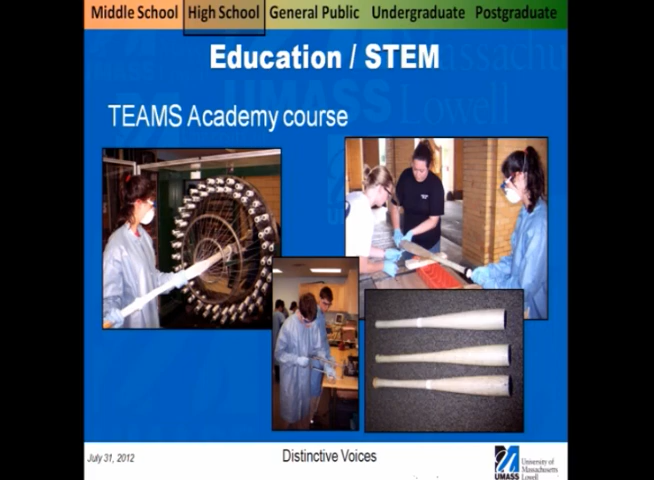 Middle School High School General Public Undergraduate Postgraduate
Education / STEM
TEAMS Academy course
July 31, 2012
Distinctive Voices
UMASS
University of
Massachusetts
Lowell